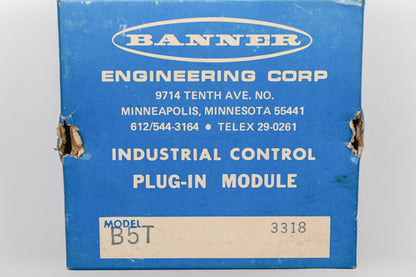 BANNER
ENGINEERING CORP
9714 TENTH AVE. NO.
MINNEAPOLIS, MINNESOTA 55441
612/544-3164 • TELEX 29-0261
INDUSTRIAL CONTROL
PLUG-IN MODULE
MODEL
B5T 3318